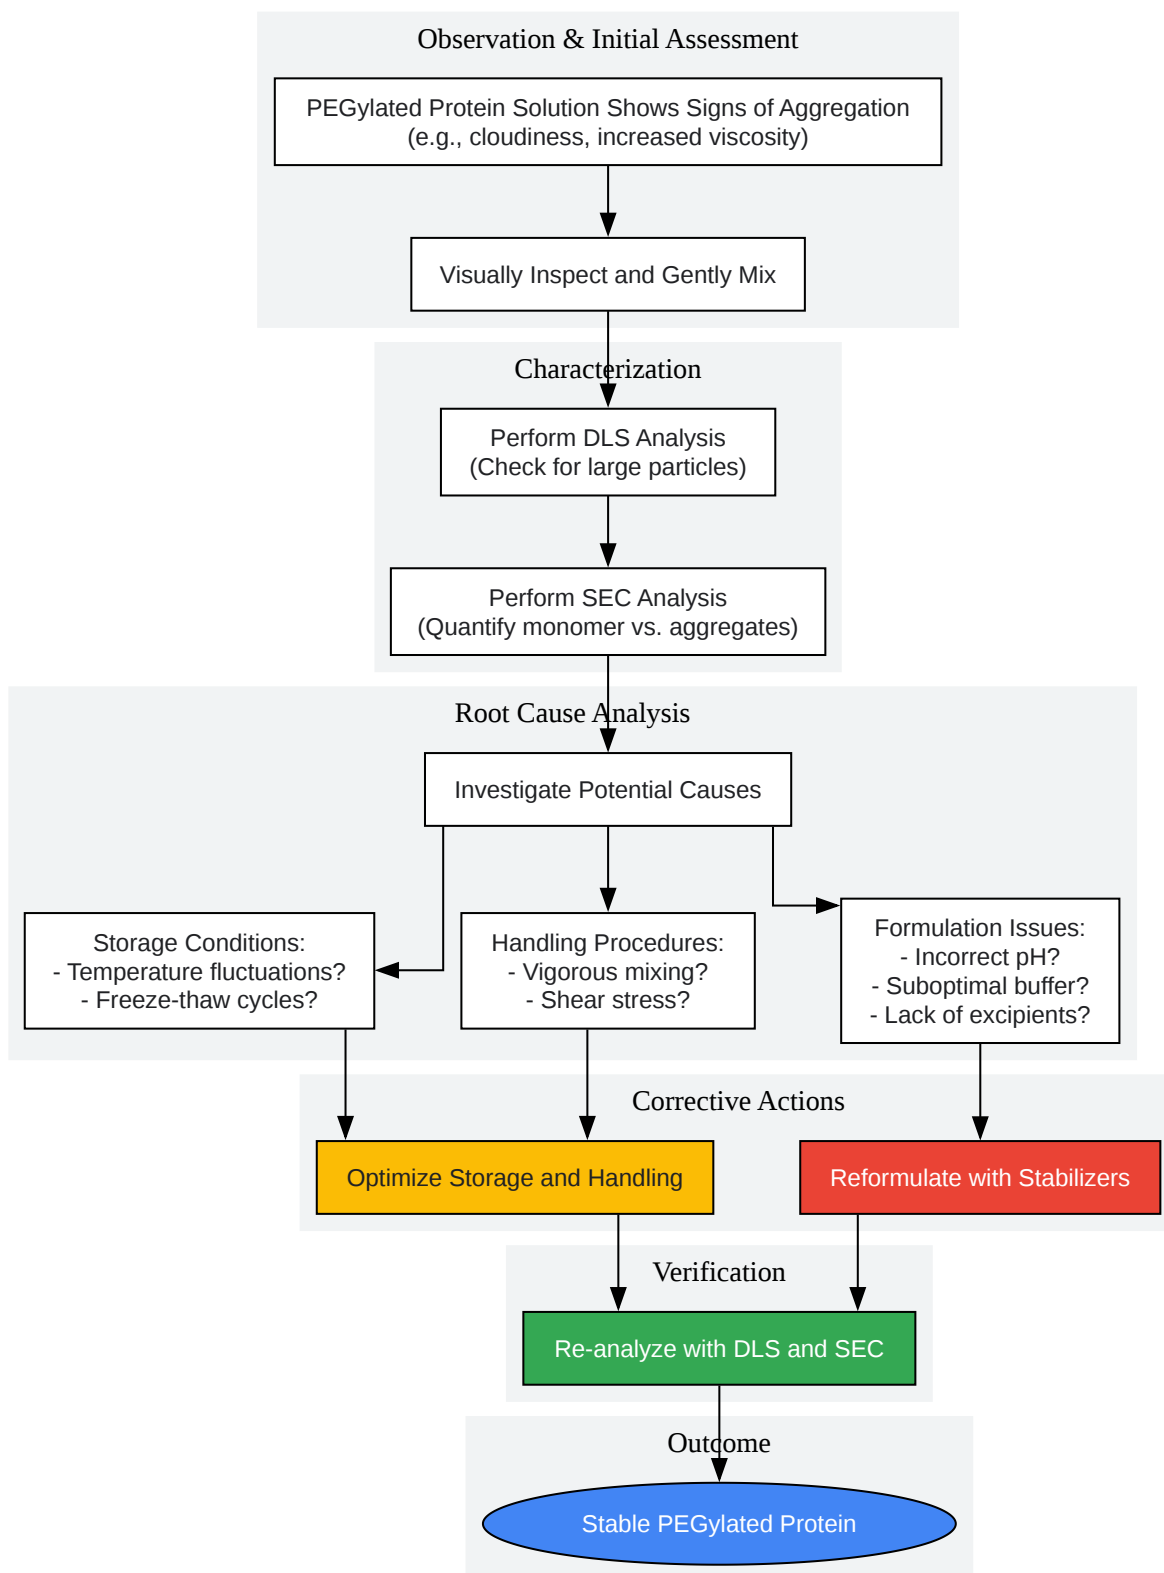 Observation & Initial Assessment
PEGylated Protein Solution Shows Signs of Aggregation
(e.g., cloudiness, increased viscosity)
Visually Inspect and Gently Mix
Characterization
Perform DLS Analysis
(Check for large particles)
Perform SEC Analysis
(Quantify monomer vs. aggregates)
Root Cause Analysis
Investigate Potential Causes
Storage Conditions:
- Temperature fluctuations?
- Freeze-thaw cycles?
Handling Procedures:
- Vigorous mixing?
- Shear stress?
Formulation Issues:
- Incorrect pH?
- Suboptimal buffer?
- Lack of excipients?
Corrective Actions
Optimize Storage and Handling
Reformulate with Stabilizers
Verification
Re-analyze with DLS and SEC
Outcome
Stable PEGylated Protein